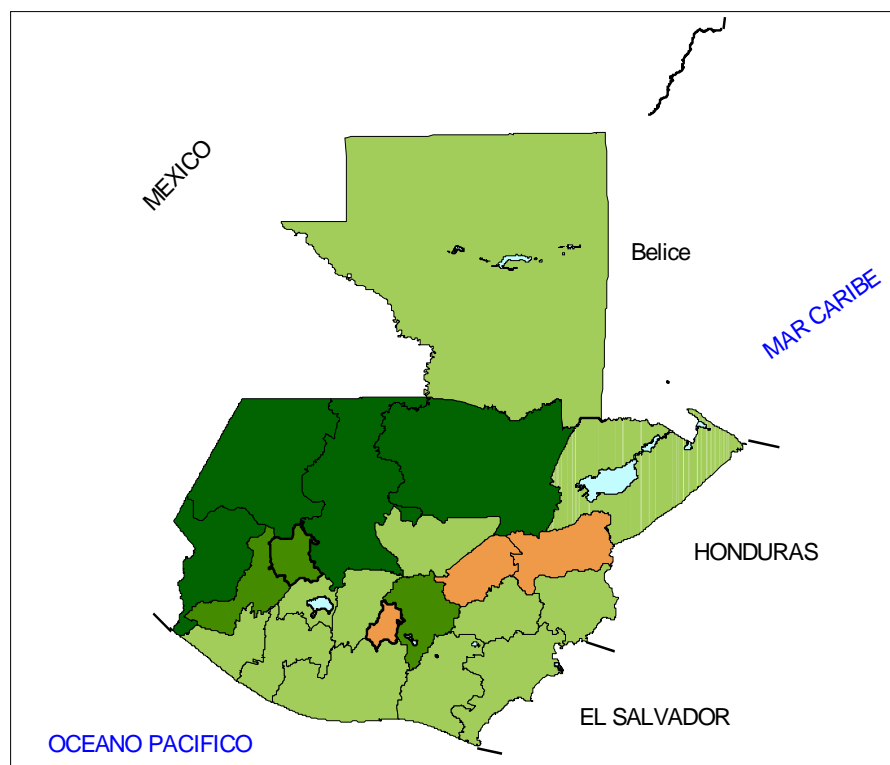 MEXICO
Belice
MAR CARIBE
HONDURAS
EL SALVADOR
OCEANO PACIFICO